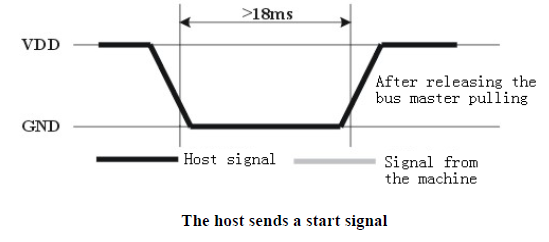 >18ms
VDD
After releasing the
bus master pulling
GND
Host signal
Signal from
the machine
The host sends a start signal